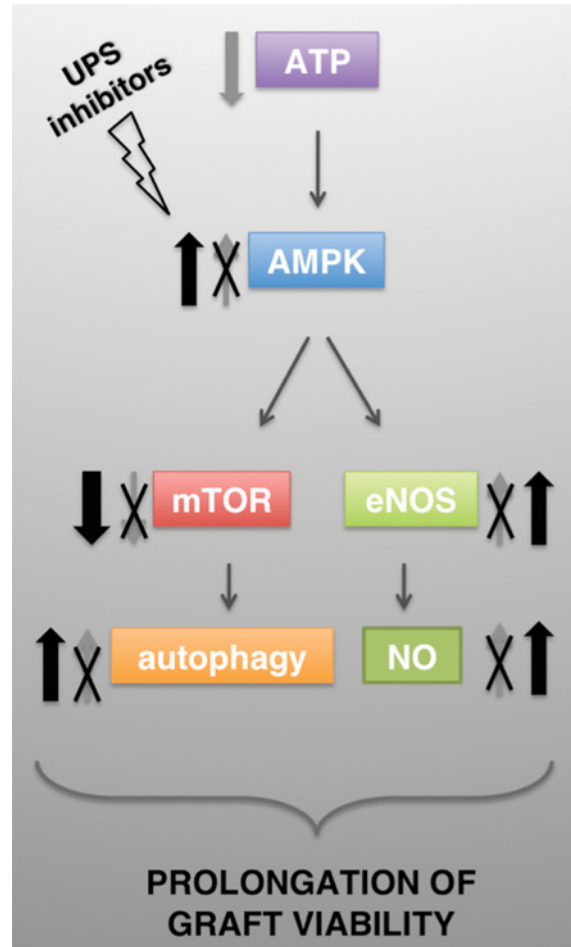 ATP
UPS
inhibitors
AMPK
mTOR
eNOS
autophagy
NO
PROLONGATION OF
GRAFT VIABILITY